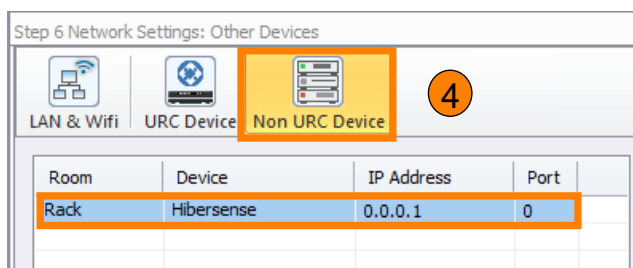 Step 6 Network Settings: Other Devices
LAN & Wifi URC Device Non URC Device 4
Room Device IP Address Port
Rack Hibersense 0.0.0.1 0